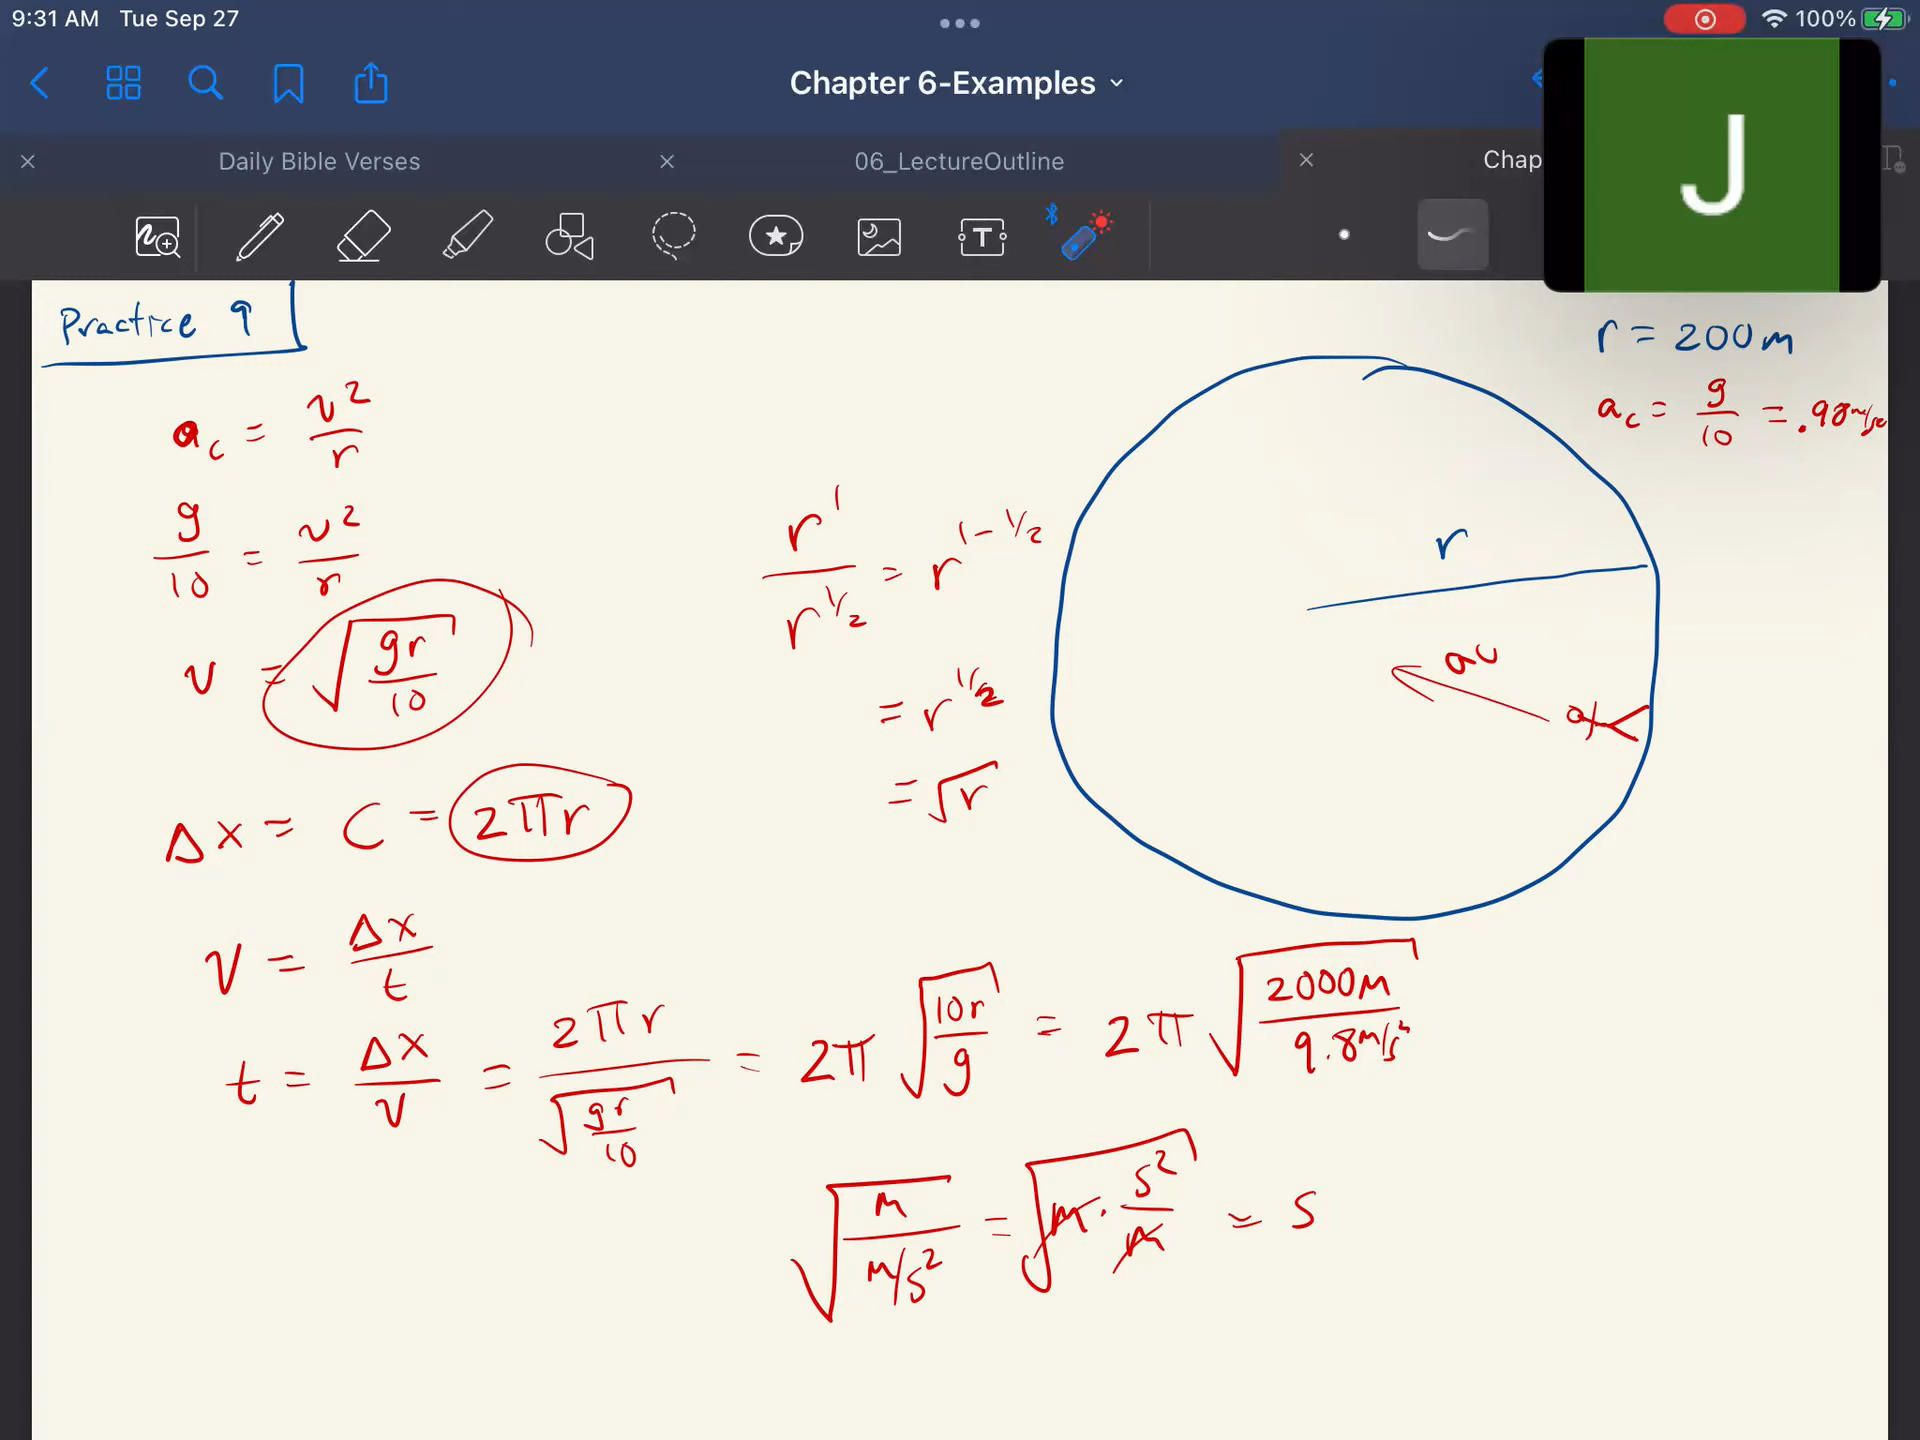 9:31 AM Tue Sep 27
100%
Chapter 6-Examples
Daily Bible Verses
06_LectureOutline
Chap
J
Practice 9
r = 200m
a_c = g/10 = .98 m/s
a_c = v²/r
g/10 = v²/r
v = √(gr/10)
r¹/r^(1/2) = r^(1-1/2)
= r^(1/2)
= √r
r
ac
Δx = C = 2πr
v = Δx/t
t = Δx/v = 2πr/√(gr/10) = 2π √(10r/g) = 2π √(2000m/9.8m/s²)
√(m/m/s²) = √(m · s²/m) = s